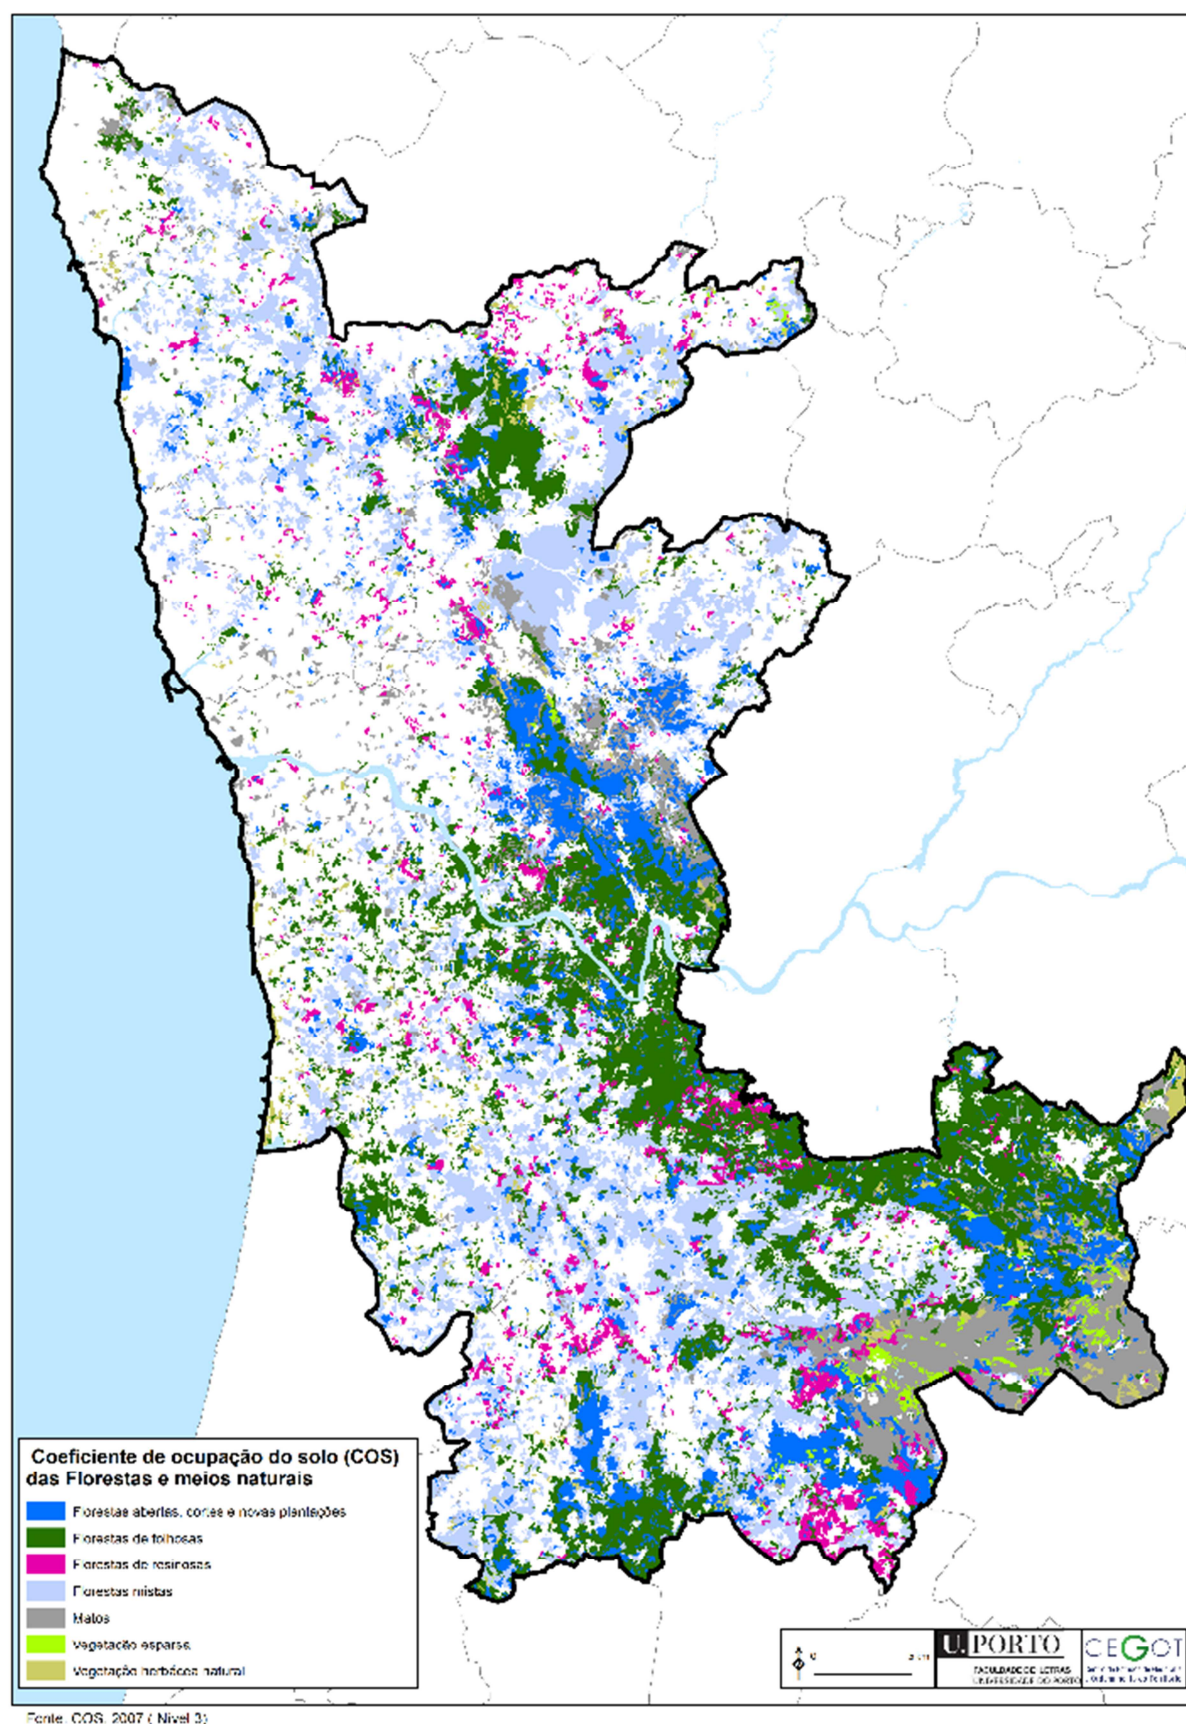 Coeficiente de ocupação do solo (COS)
das Florestas e meios naturais
Florestas abertas, cortes e novas plantações
Florestas de folhosas
Florestas de resinosas
Florestas mistas
Matos
Vegetação esparsa
Vegetação herbácea natural
0
U.PORTO
FACULDADE DE LETRAS
UNIVERSIDADE DO PORTO
CEGOT
Fonte: COS, 2007 ( Nivel 3)